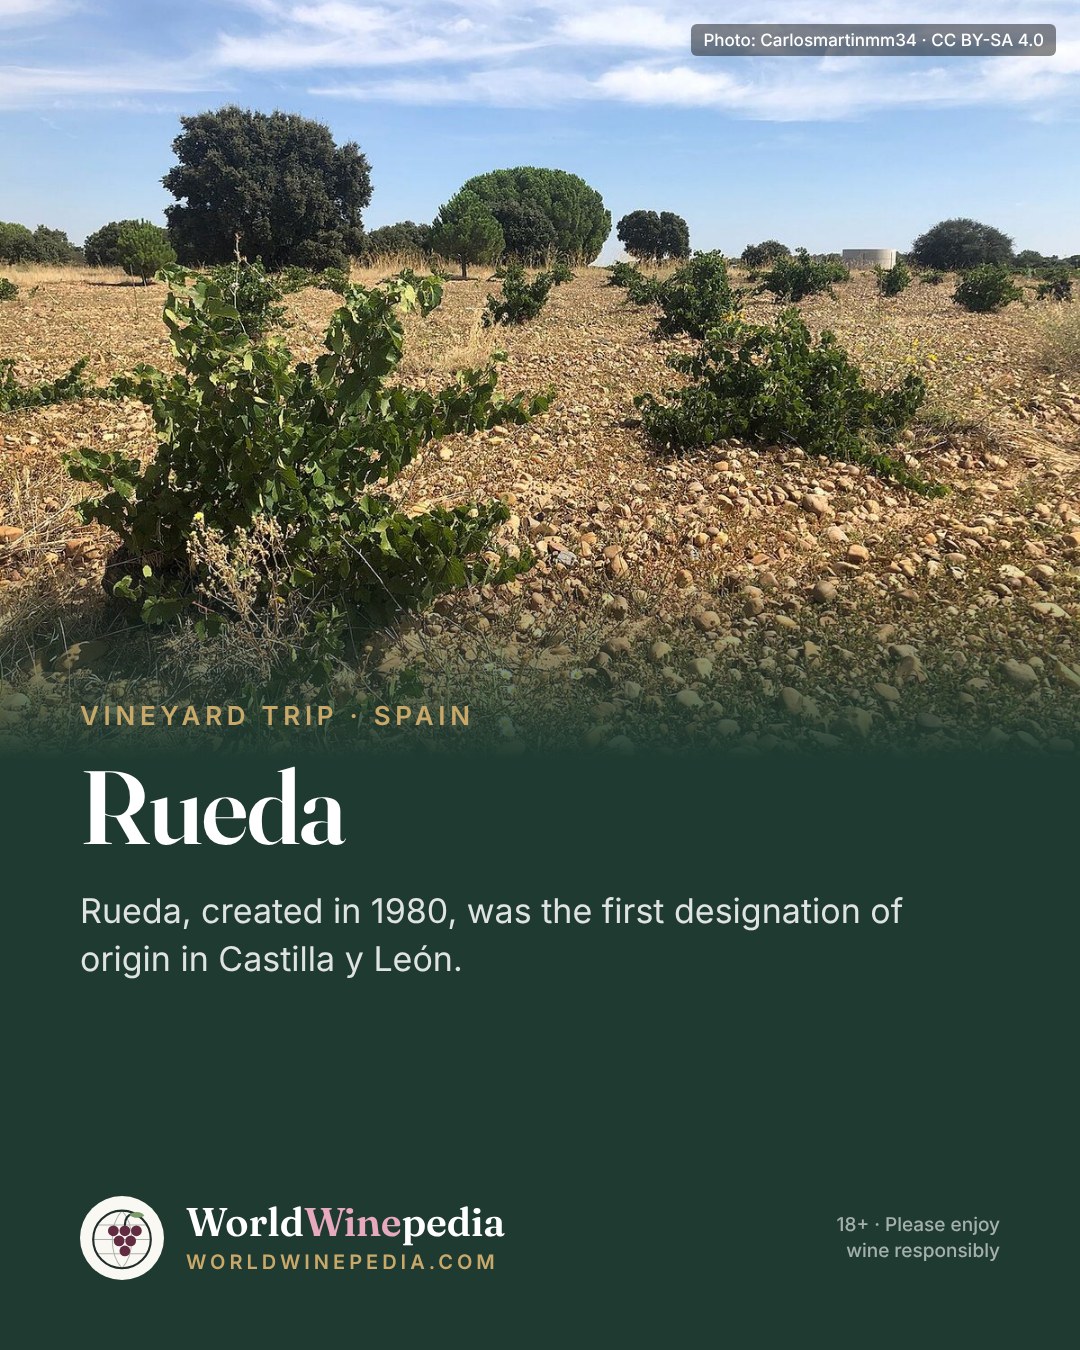 Photo: Carlosmartinmm34 · CC BY-SA 4.0
VINEYARD TRIP · SPAIN
Rueda
Rueda, created in 1980, was the first designation of
origin in Castilla y León.
WorldWinepedia
WORLDWINEPEDIA.COM
18+ · Please enjoy
wine responsibly